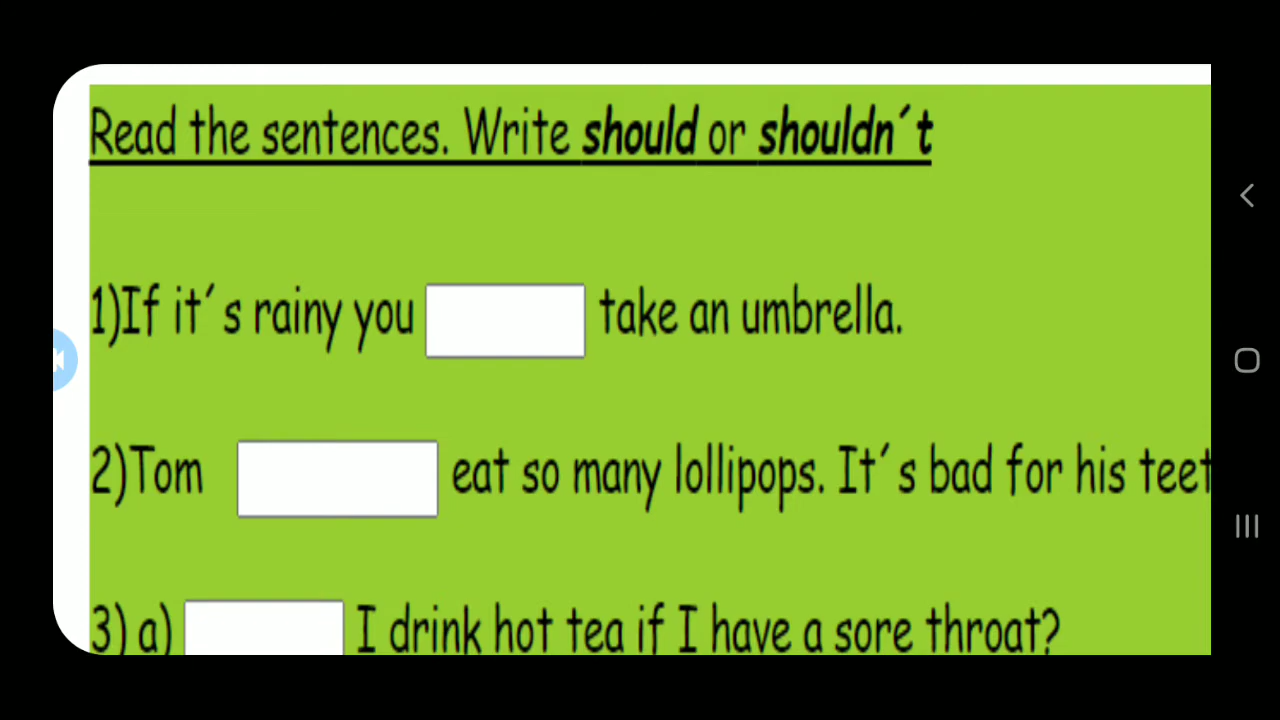 Read the sentences. Write should or shouldn´t
1)If it´s rainy you take an umbrella.
2)Tom eat so many lollipops. It´s bad for his teet
3) a) I drink hot tea if I have a sore throat?